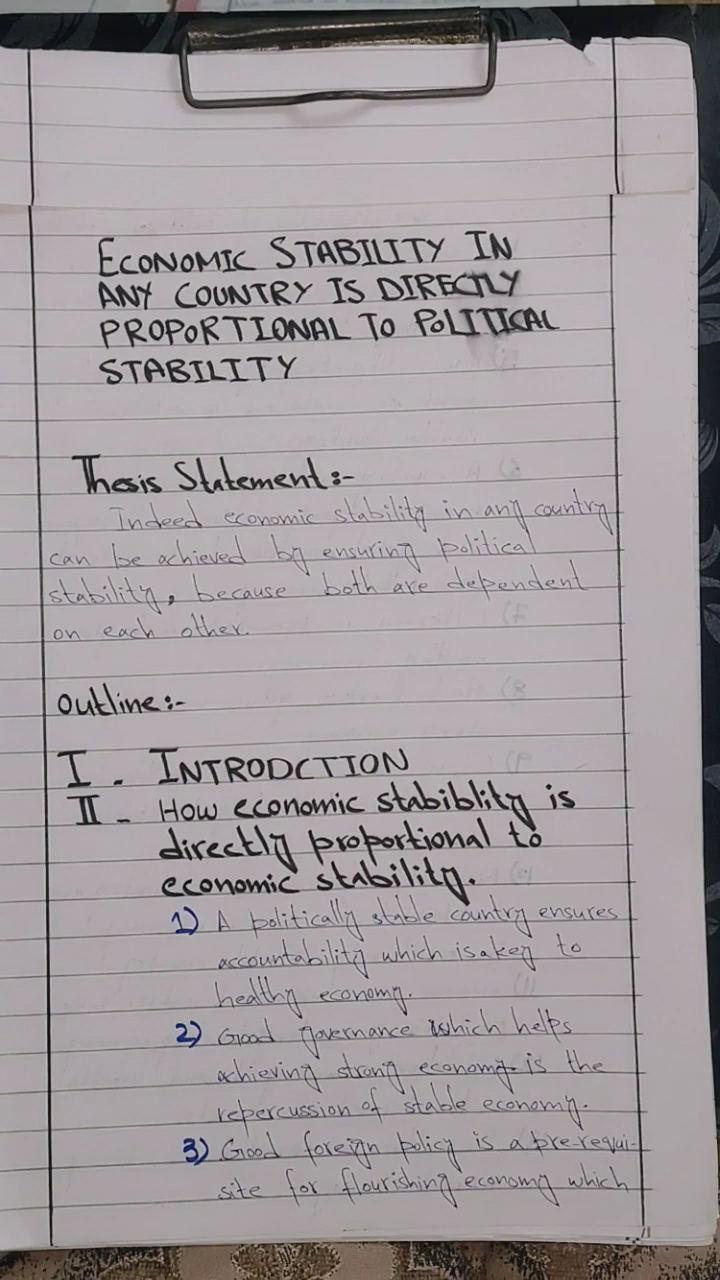 ECONOMIC STABILITY IN
ANY COUNTRY IS DIRECTLY
PROPORTIONAL TO POLITICAL
STABILITY
Thesis Statement:-
Indeed economic stability in any country
can be achieved by ensuring political
stability, because both are dependent
on each other.
Outline:-
I. INTRODCTION
II - How economic stabiblity is
directly proportional to
economic stability.
1) A politically stable country ensures
accountability which is a key to
healthy economy.
2) Good governance which helps
achieving strong economy is the
repercussion of stable economy.
3) Good foreign policy is a pre-requi-
site for flourishing economy which